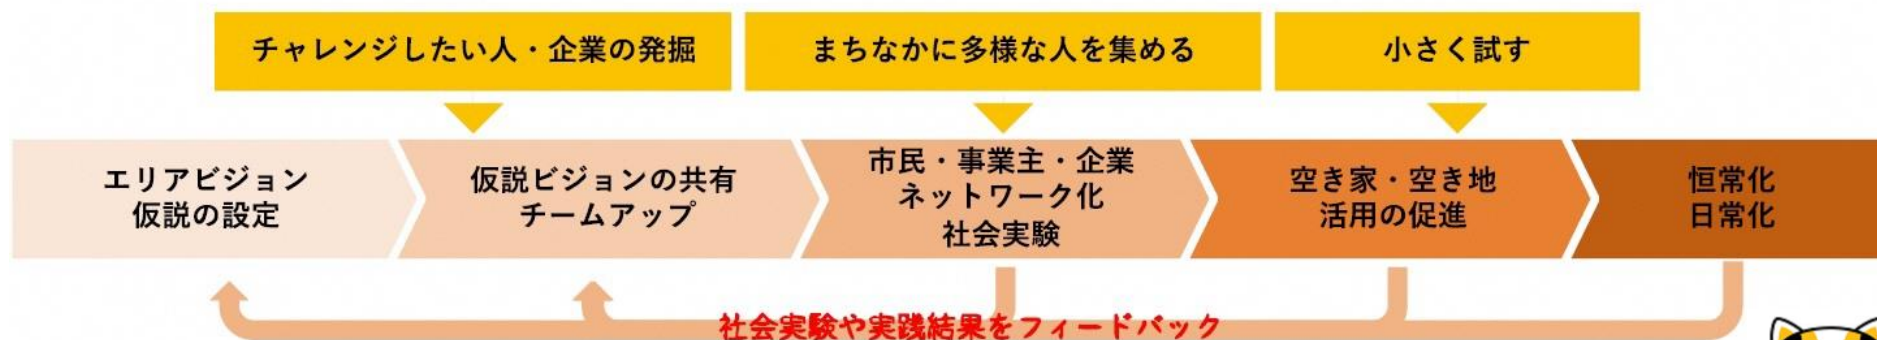 チャレンジしたい人・企業の発掘
まちなかに多様な人を集める
小さく試す
エリアビジョン
仮説の設定
仮説ビジョンの共有
チームアップ
市民・事業主・企業
ネットワーク化
社会実験
空き家・空き地
活用の促進
恒常化
日常化
社会実験や実践結果をフィードバック